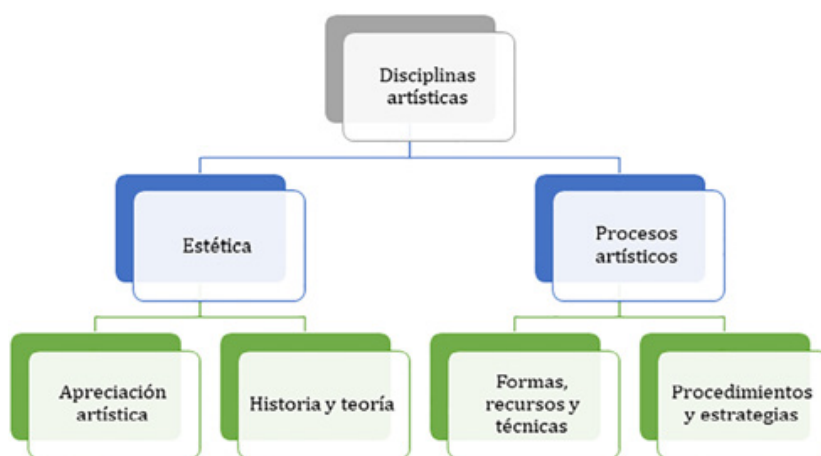 Disciplinas
artísticas
Estética
Procesos
artísticos
Apreciación
artística
Historia y teoría
Formas,
recursos y
técnicas
Procedimientos
y estrategias